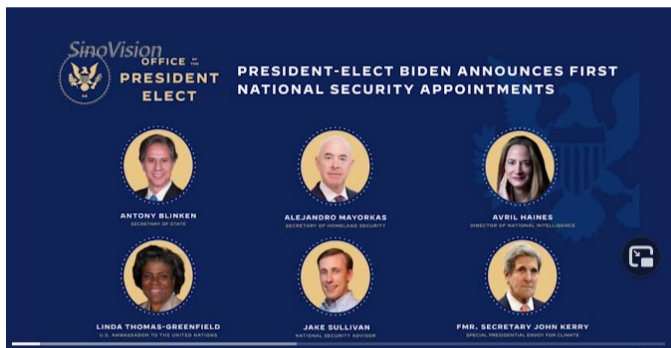 SinoVision
OFFICE OF THE
PRESIDENT
ELECT
PRESIDENT-ELECT BIDEN ANNOUNCES FIRST
NATIONAL SECURITY APPOINTMENTS
ANTONY BLINKEN
SECRETARY OF STATE
ALEJANDRO MAYORKAS
SECRETARY OF HOMELAND SECURITY
AVRIL HAINES
DIRECTOR OF NATIONAL INTELLIGENCE
LINDA THOMAS-GREENFIELD
U.S. AMBASSADOR TO THE UNITED NATIONS
JAKE SULLIVAN
NATIONAL SECURITY ADVISOR
FMR. SECRETARY JOHN KERRY
SPECIAL PRESIDENTIAL ENVOY FOR CLIMATE